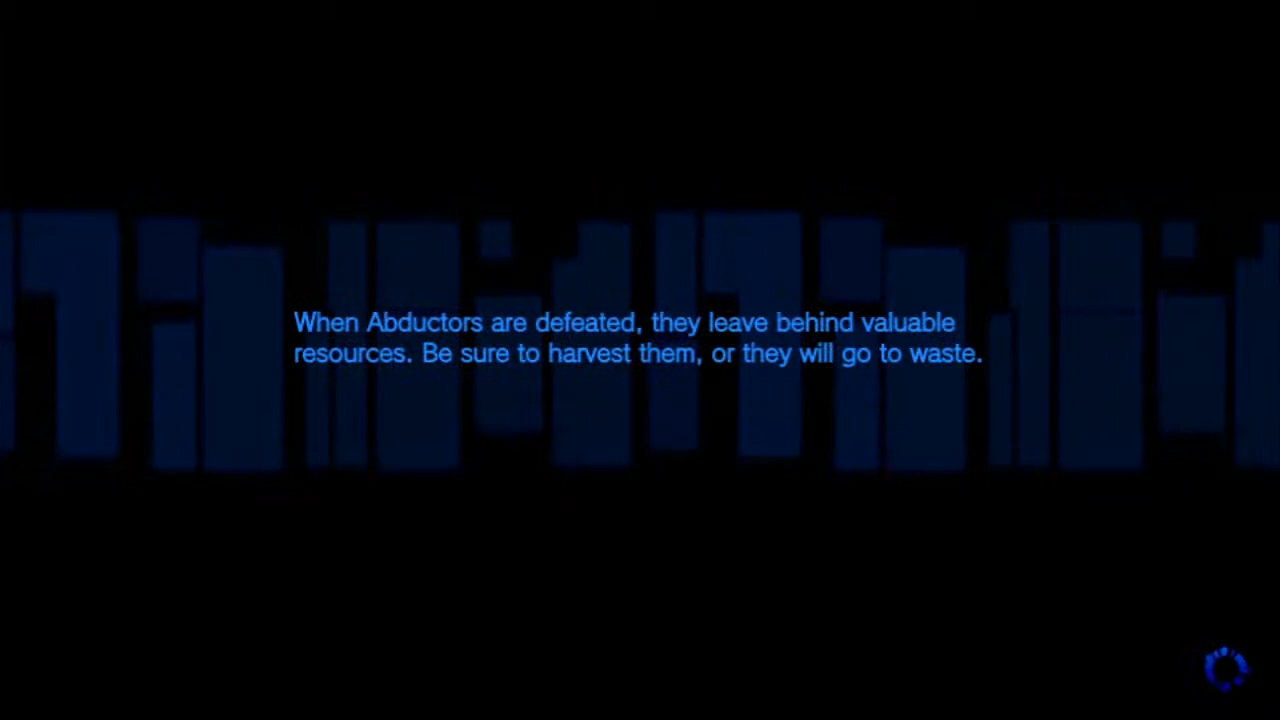 When Abductors are defeated, they leave behind valuable
resources. Be sure to harvest them, or they will go to waste.